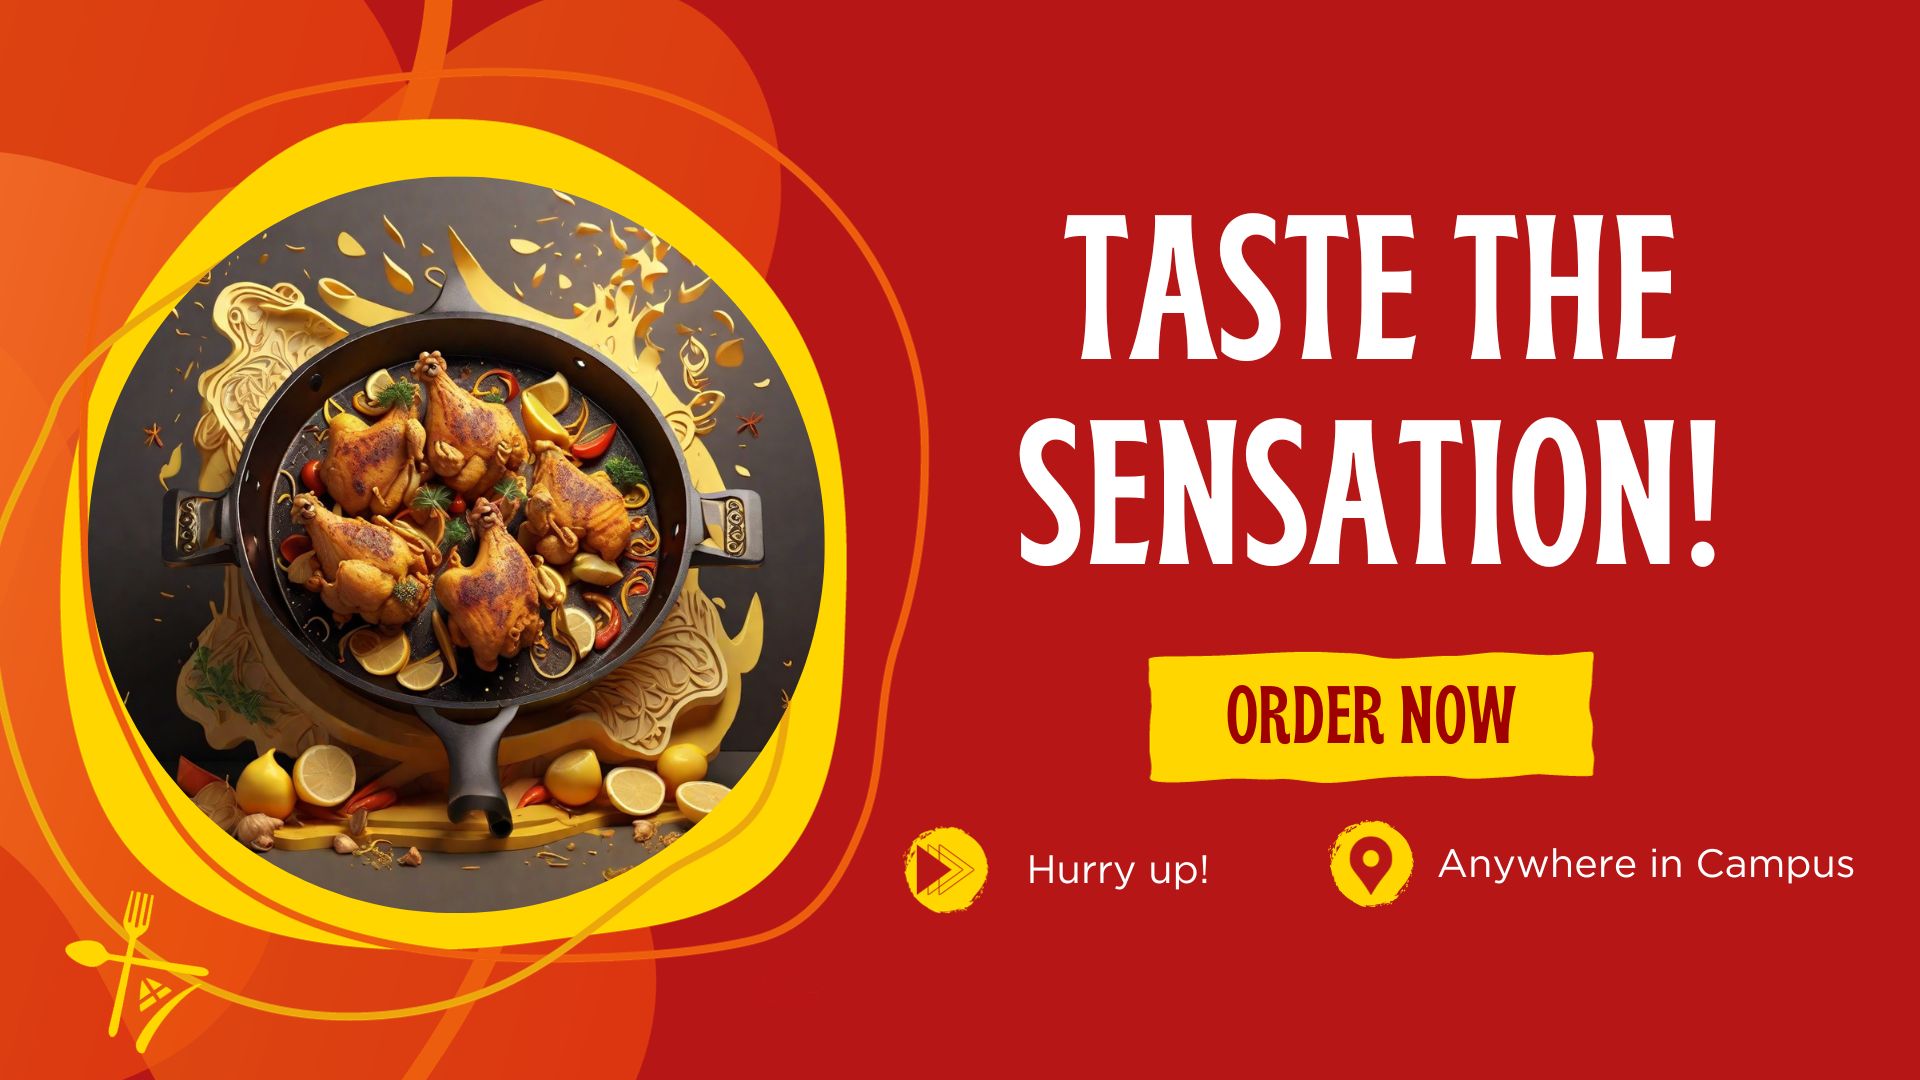 TASTE THE
SENSATION!
ORDER NOW
Hurry up!
Anywhere in Campus